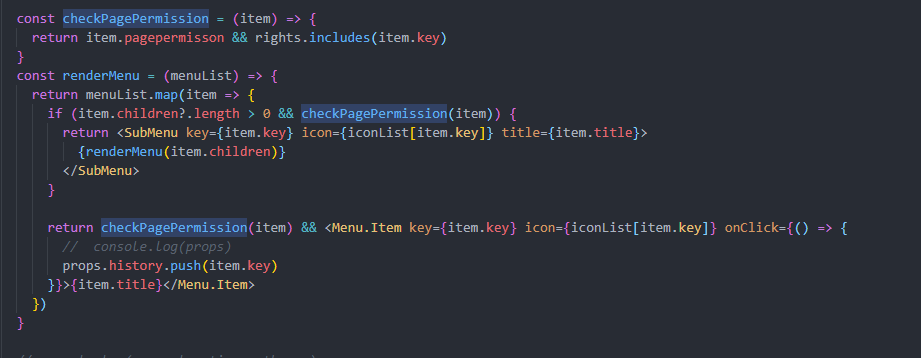 const checkPagePermission = (item) => {
  return item.pagepermisson && rights.includes(item.key)
}
const renderMenu = (menuList) => {
  return menuList.map(item => {
    if (item.children?.length > 0 && checkPagePermission(item)) {
      return <SubMenu key={item.key} icon={iconList[item.key]} title={item.title}>
        {renderMenu(item.children)}
      </SubMenu>
    }

    return checkPagePermission(item) && <Menu.Item key={item.key} icon={iconList[item.key]} onClick={() => {
      //  console.log(props)
      props.history.push(item.key)
    }}>{item.title}</Menu.Item>
  })
}